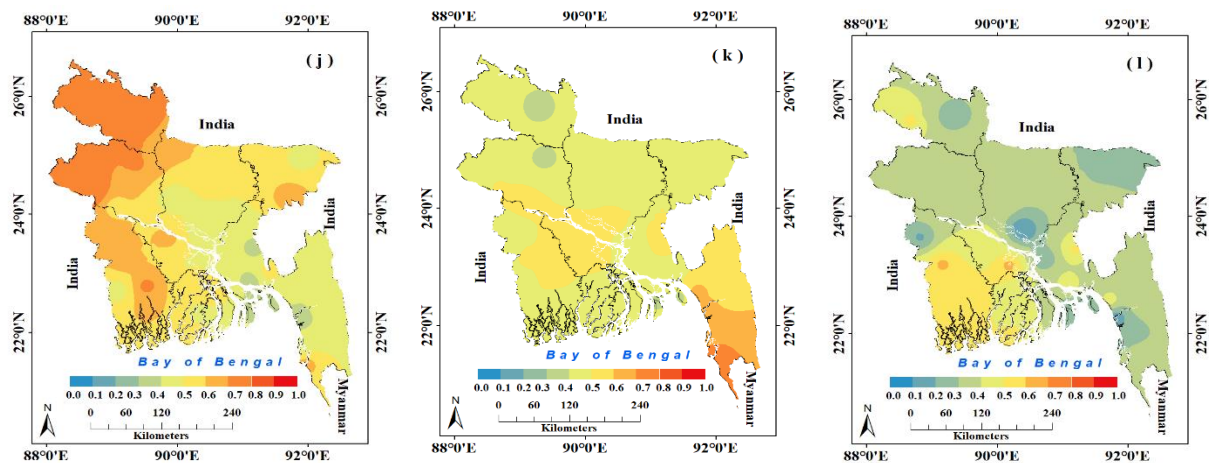 88°0'E 90°0'E 92°0'E
( j )
26°0'N
24°0'N
22°0'N
India
India
India
Bay of Bengal
Myanmar
0.0 0.1 0.2 0.3 0.4 0.5 0.6 0.7 0.8 0.9 1.0
0 60 120 240
N
Kilometers
88°0'E 90°0'E 92°0'E
88°0'E 90°0'E 92°0'E
( k )
26°0'N 26°0'N
24°0'N 24°0'N
22°0'N 22°0'N
India
India
India
Bay of Bengal
Myanmar
0.0 0.1 0.2 0.3 0.4 0.5 0.6 0.7 0.8 0.9 1.0
0 60 120 240
N
Kilometers
88°0'E 90°0'E 92°0'E
88°0'E 90°0'E 92°0'E
( l )
26°0'N 26°0'N
24°0'N 24°0'N
22°0'N 22°0'N
India
India
India
Bay of Bengal
Myanmar
0.0 0.1 0.2 0.3 0.4 0.5 0.6 0.7 0.8 0.9 1.0
0 60 120 240
N
Kilometers
88°0'E 90°0'E 92°0'E